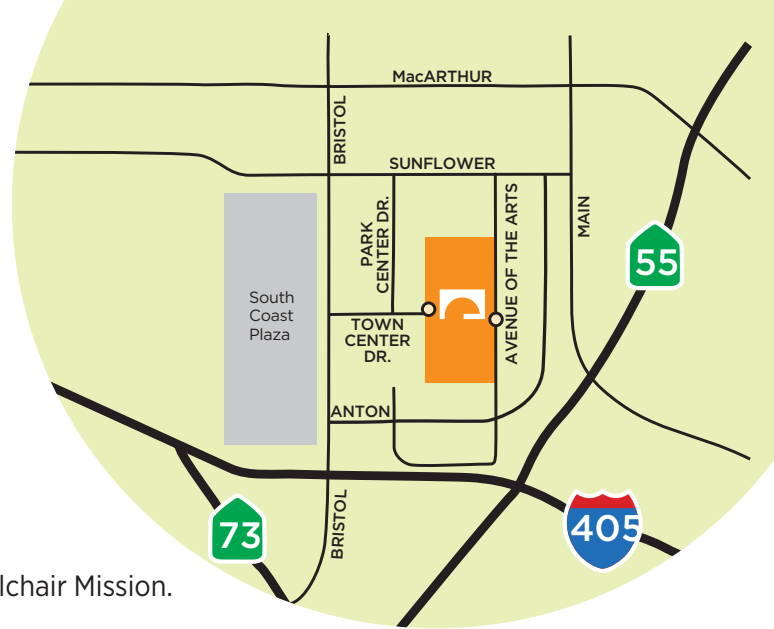 MacARTHUR
BRISTOL
SUNFLOWER
PARK
CENTER DR.
AVENUE OF THE ARTS
MAIN
55
South
Coast
Plaza
TOWN
CENTER
DR.
ANTON
BRISTOL
73
405
lchair Mission.